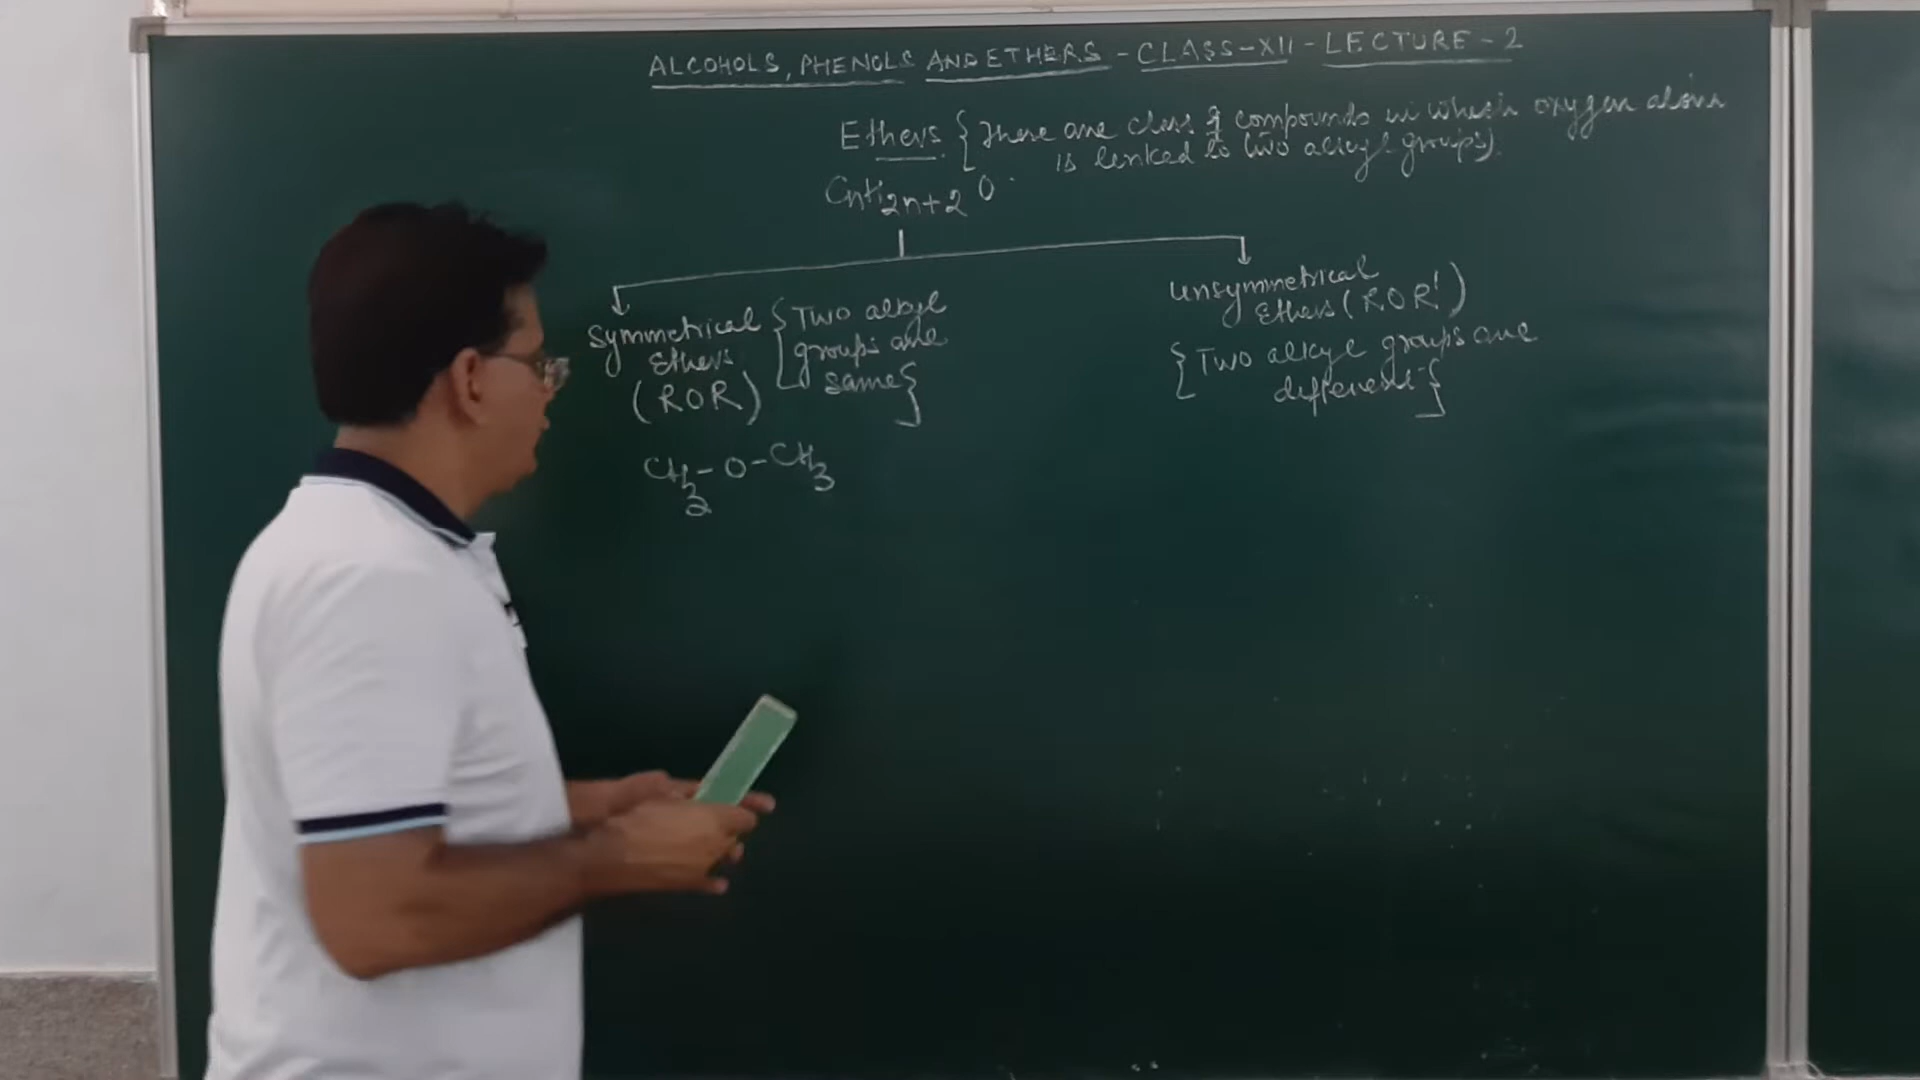 ALCOHOLS, PHENOLS AND ETHERS - CLASS-XII - LECTURE - 2
Ethers { There are class of compounds in which oxygen atom
is linked to two alkyl groups}.
CnH2n+2 O
Symmetrical
Ethers
(ROR)
{Two alkyl
groups are
same}
CH3-O-CH3
unsymmetrical
Ethers (ROR')
{Two alkyl groups are
different}